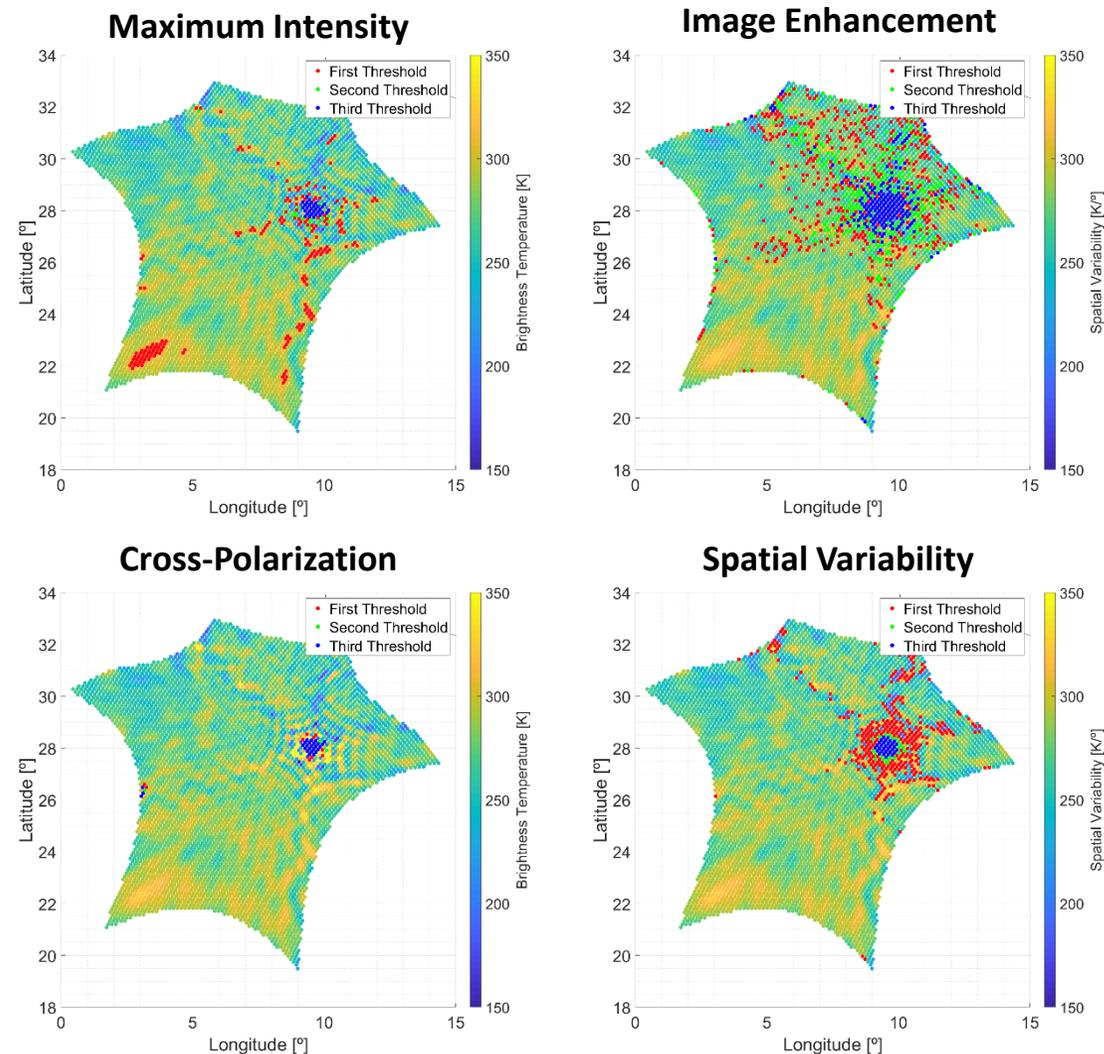 Maximum Intensity
34
32
30
28
26
24
22
20
18
0
5
10
15
Latitude [º]
Longitude [º]
First Threshold
Second Threshold
Third Threshold
350
300
250
200
150
Brightness Temperature [K]
Image Enhancement
34
32
30
28
26
24
22
20
18
0
5
10
15
Latitude [º]
Longitude [º]
First Threshold
Second Threshold
Third Threshold
350
300
250
200
150
Spatial Variability [K/º]
Cross-Polarization
34
32
30
28
26
24
22
20
18
0
5
10
15
Latitude [º]
Longitude [º]
First Threshold
Second Threshold
Third Threshold
350
300
250
200
150
Brightness Temperature [K]
Spatial Variability
34
32
30
28
26
24
22
20
18
0
5
10
15
Latitude [º]
Longitude [º]
First Threshold
Second Threshold
Third Threshold
350
300
250
200
150
Spatial Variability [K/º]